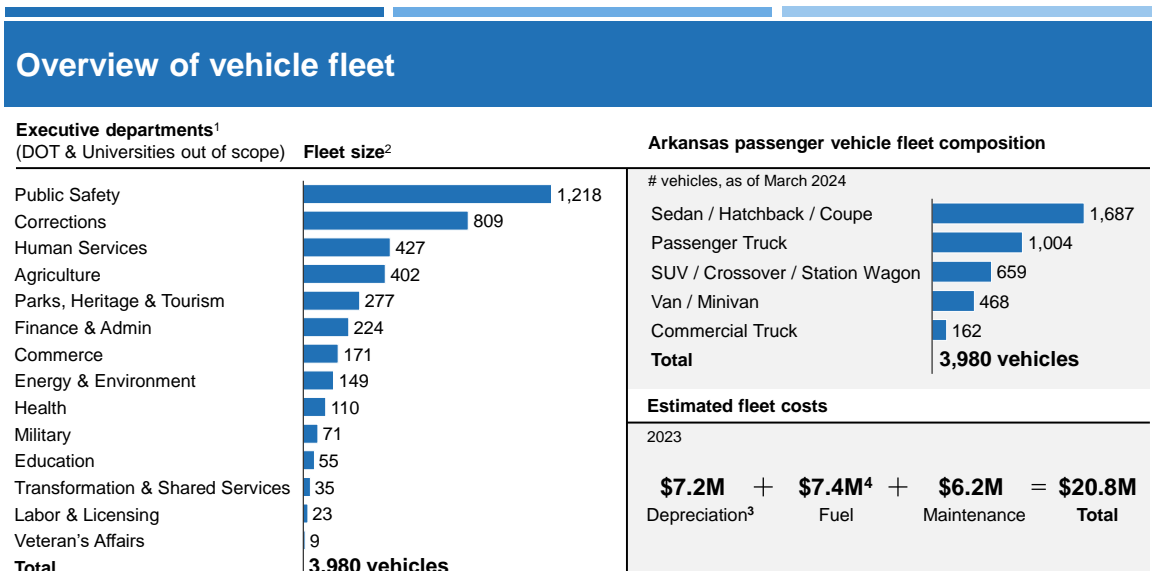 Overview of vehicle fleet
Executive departments¹
(DOT & Universities out of scope) Fleet size²
Public Safety 1,218
Corrections 809
Human Services 427
Agriculture 402
Parks, Heritage & Tourism 277
Finance & Admin 224
Commerce 171
Energy & Environment 149
Health 110
Military 71
Education 55
Transformation & Shared Services 35
Labor & Licensing 23
Veteran's Affairs 9
Total 3,980 vehicles
Arkansas passenger vehicle fleet composition
# vehicles, as of March 2024
Sedan / Hatchback / Coupe 1,687
Passenger Truck 1,004
SUV / Crossover / Station Wagon 659
Van / Minivan 468
Commercial Truck 162
Total 3,980 vehicles
Estimated fleet costs
2023
$7.2M + $7.4M⁴ + $6.2M = $20.8M
Depreciation³ Fuel Maintenance Total